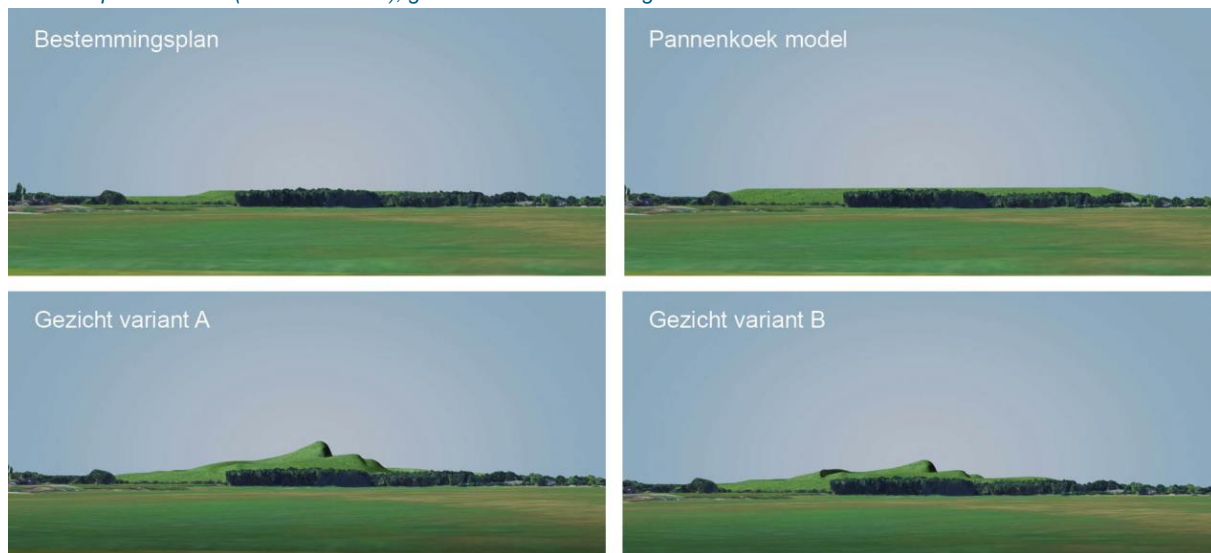 Bestemmingsplan
Pannenkoek model
Gezicht variant A
Gezicht variant B